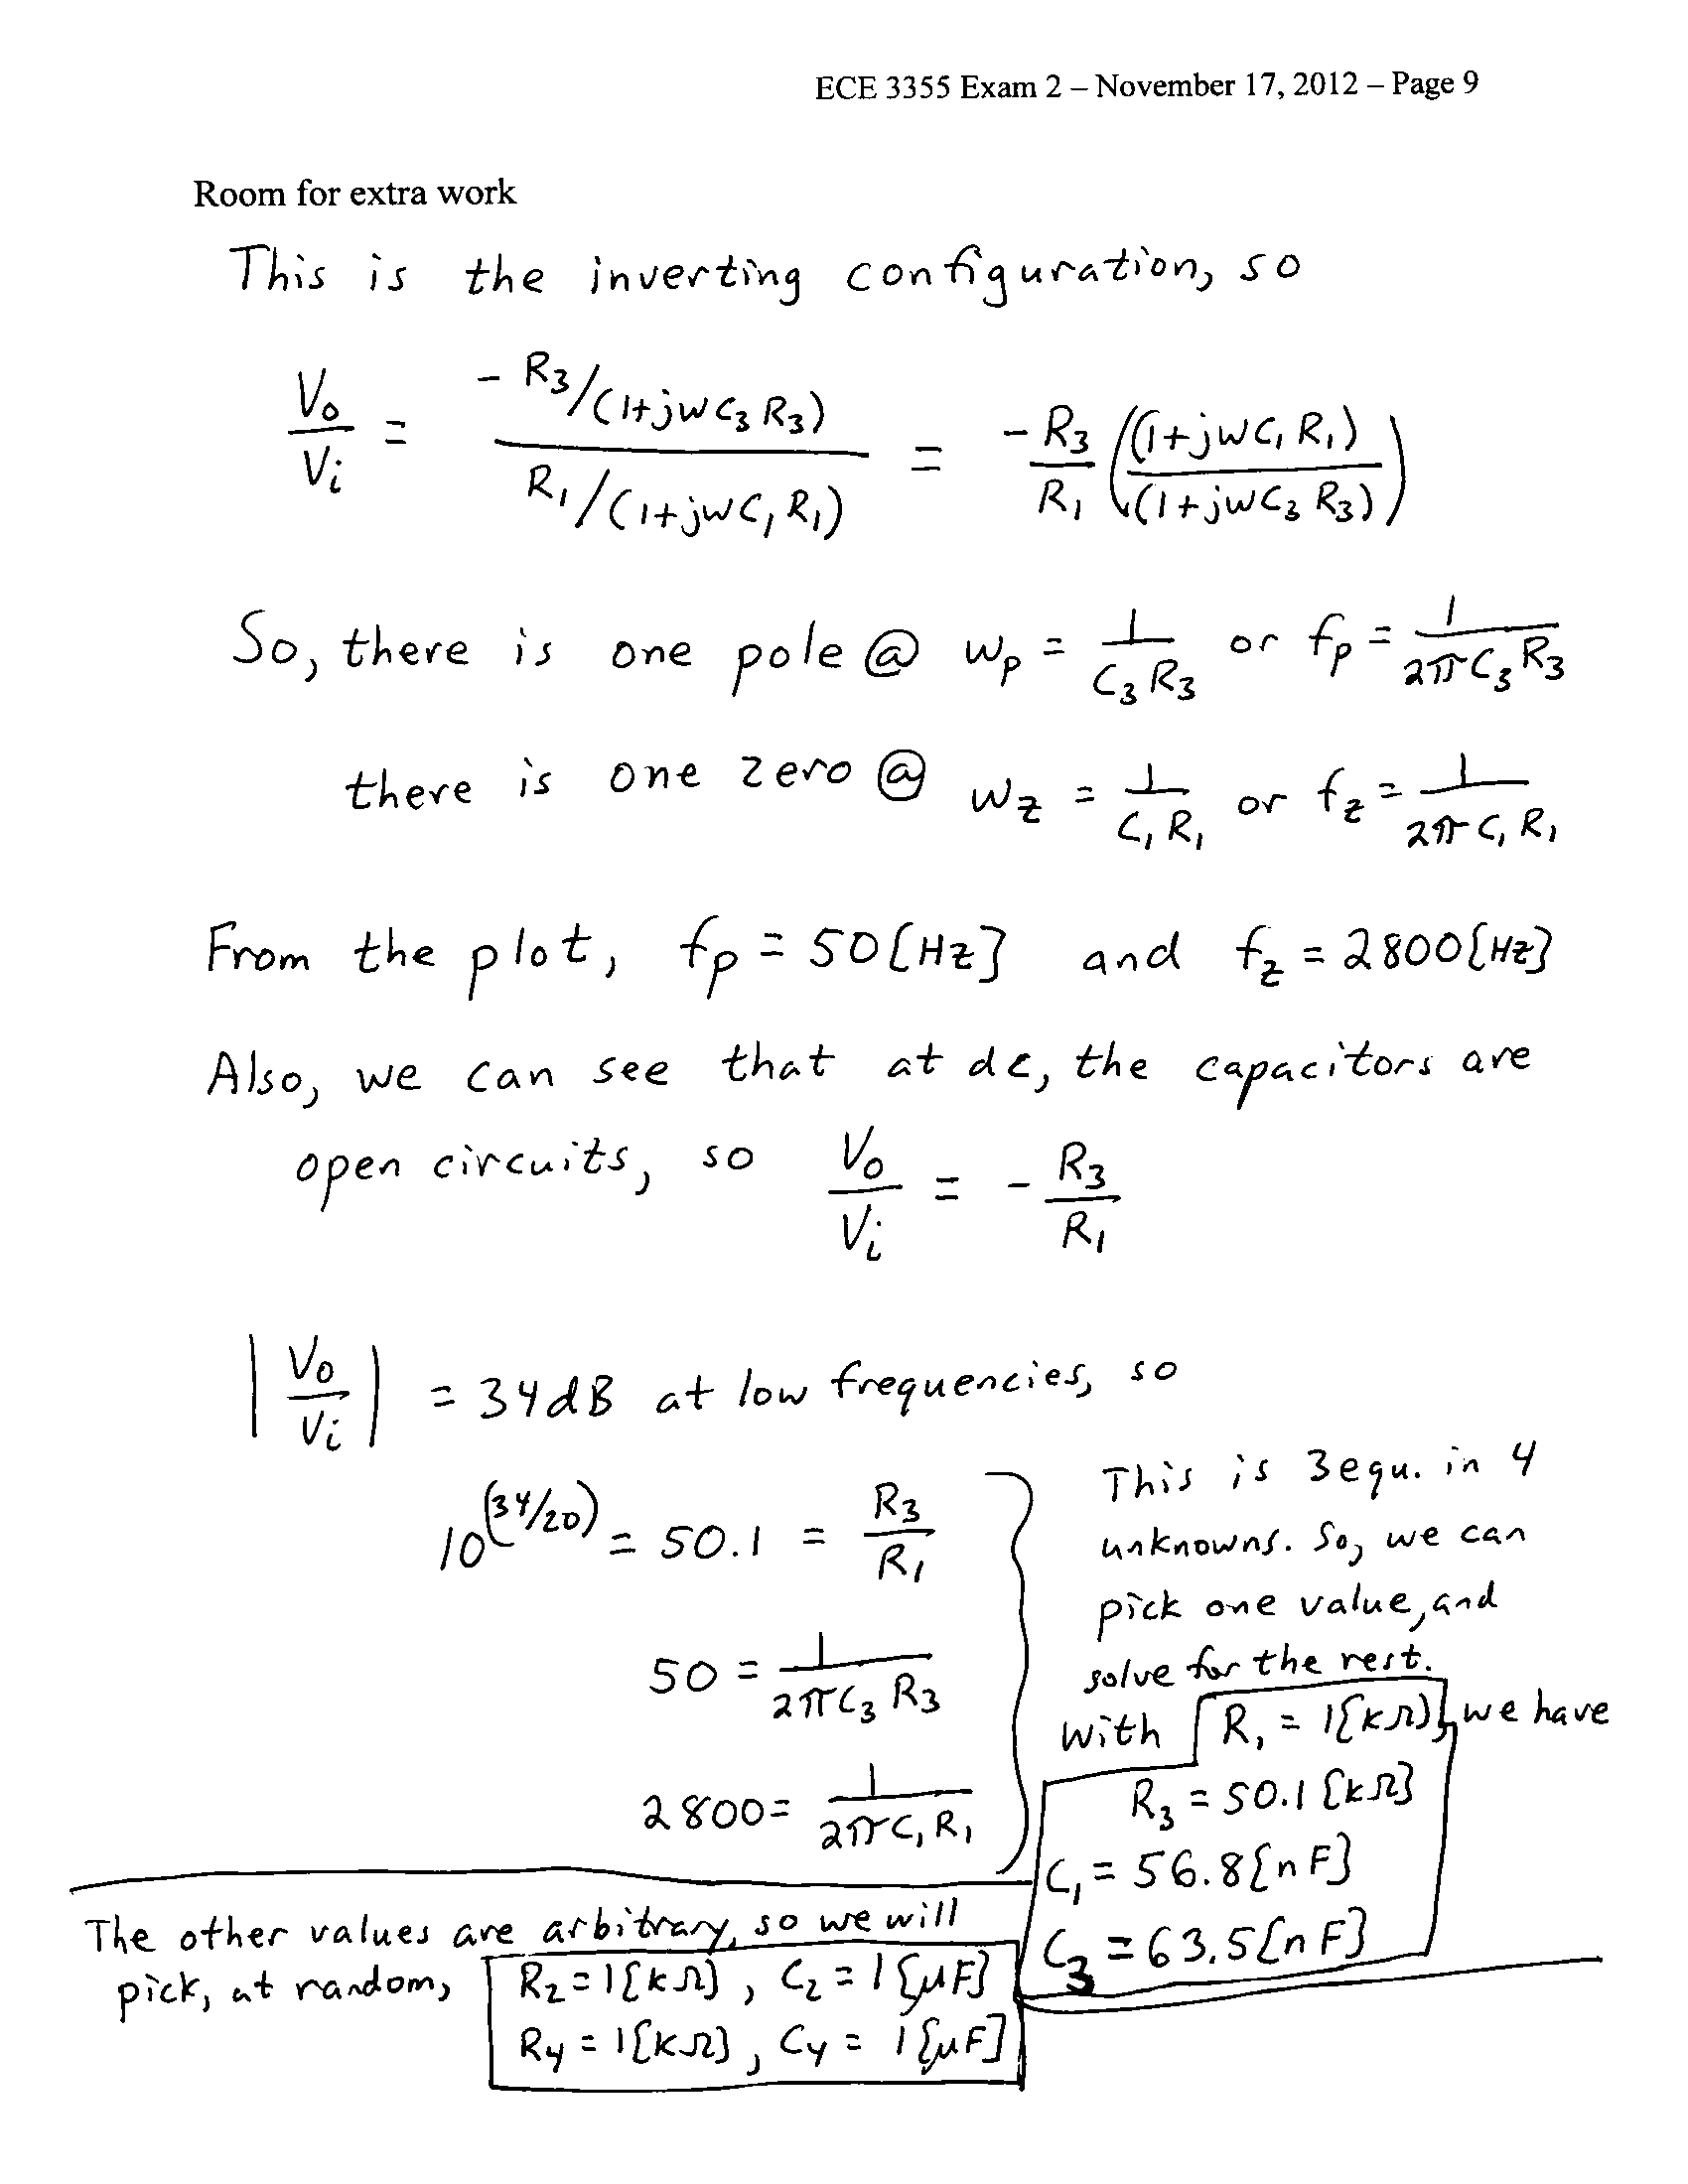 ECE 3355 Exam 2 – November 17, 2012 – Page 9
Room for extra work
This is the inverting configuration, so
Vo/Vi = (-R3/(1+jωC3R3)) / (R1/(1+jωC1R1)) = -R3/R1 ((1+jωC1R1)/(1+jωC3R3))
So, there is one pole @ ωp = 1/(C3R3) or fp = 1/(2πC3R3)
there is one zero @ ωz = 1/(C1R1) or fz = 1/(2πC1R1)
From the plot, fp = 50[Hz] and fz = 2800[Hz]
Also, we can see that at dc, the capacitors are
open circuits, so Vo/Vi = -R3/R1
|Vo/Vi| = 34dB at low frequencies, so
10^(34/20) = 50.1 = R3/R1
50 = 1/(2πC3R3)
2800 = 1/(2πC1R1)
This is 3 equ. in 4
unknowns. So, we can
pick one value, and
solve for the rest.
With R1 = 1[kΩ], we have
R3 = 50.1[kΩ]
C1 = 56.8[nF]
C3 = 63.5[nF]
The other values are arbitrary, so we will
pick, at random, R2 = 1[kΩ], C2 = 1[μF]
R4 = 1[kΩ], C4 = 1[μF]